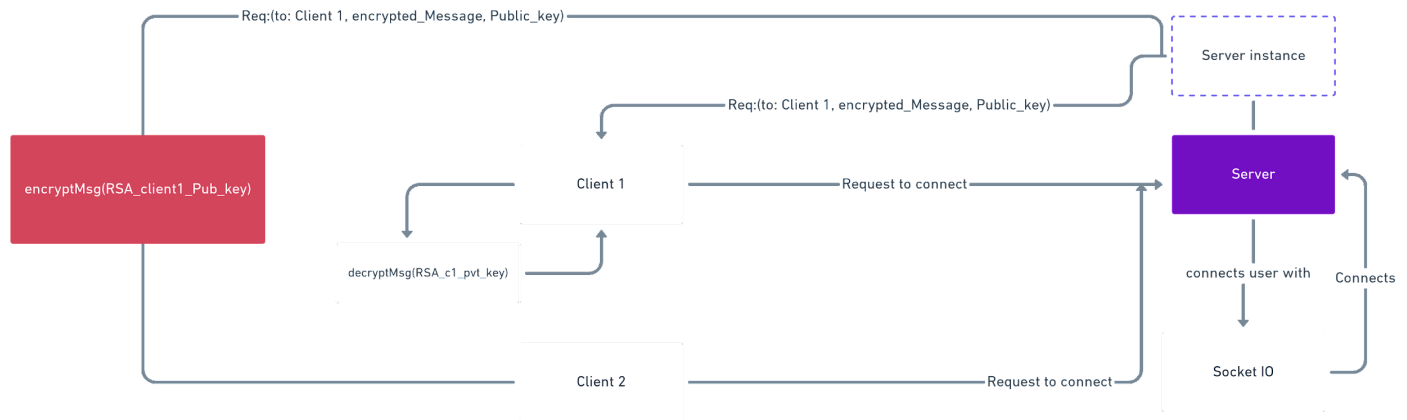 Req:(to: Client 1, encrypted_Message, Public_key)
Server instance
Req:(to: Client 1, encrypted_Message, Public_key)
encryptMsg(RSA_client1_Pub_key)
Client 1
Request to connect
Server
decryptMsg(RSA_c1_pvt_key)
connects user with
Connects
Client 2
Request to connect
Socket IO